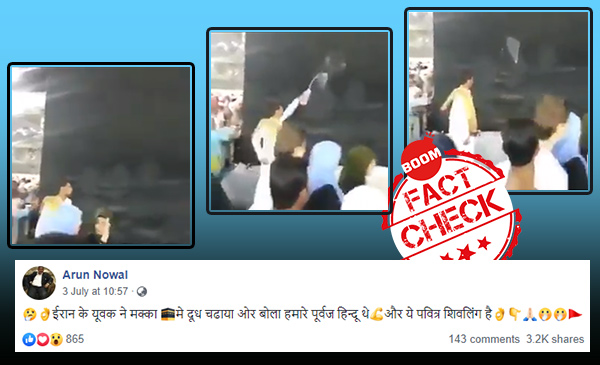 BOOM
FACT
CHECK
Arun Nowal
3 July at 10:57 ·
🤔👌ईरान के यूवक ने मक्का 🕋मे दूध चढाया ओर बोला हमारे पूर्वज हिन्दू थे💪और ये पवित्र शिवलिंग है👌👇🙏🤭🤭🚩
865
143 comments 3.2K shares